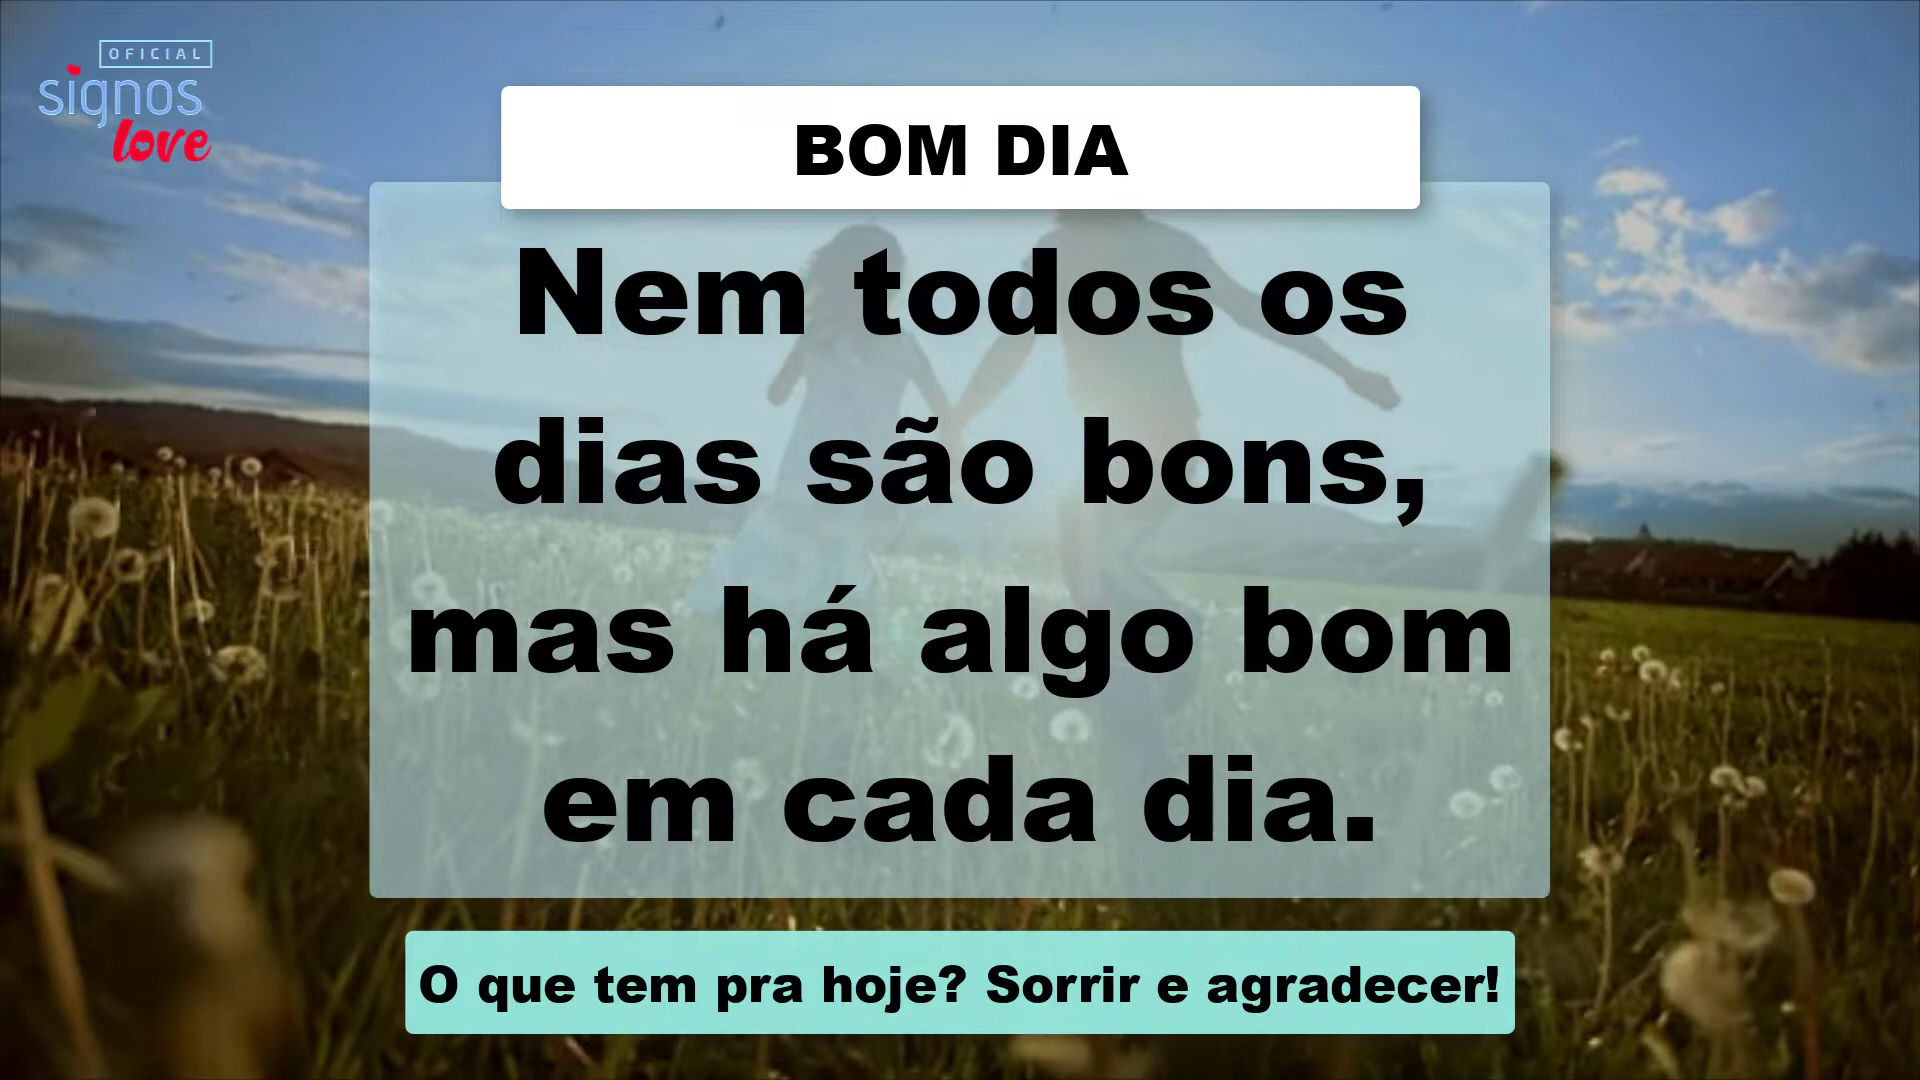 OFICIAL
signos
love
BOM DIA
Nem todos os
dias são bons,
mas há algo bom
em cada dia.
O que tem pra hoje? Sorrir e agradecer!